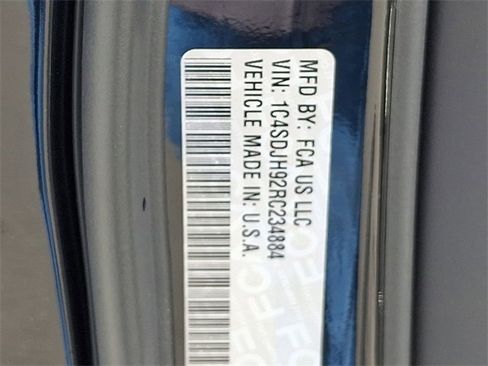 MFD BY: FCA US LLC
VIN: 1C4SDJH92RC234884
VEHICLE MADE IN: U.S.A.